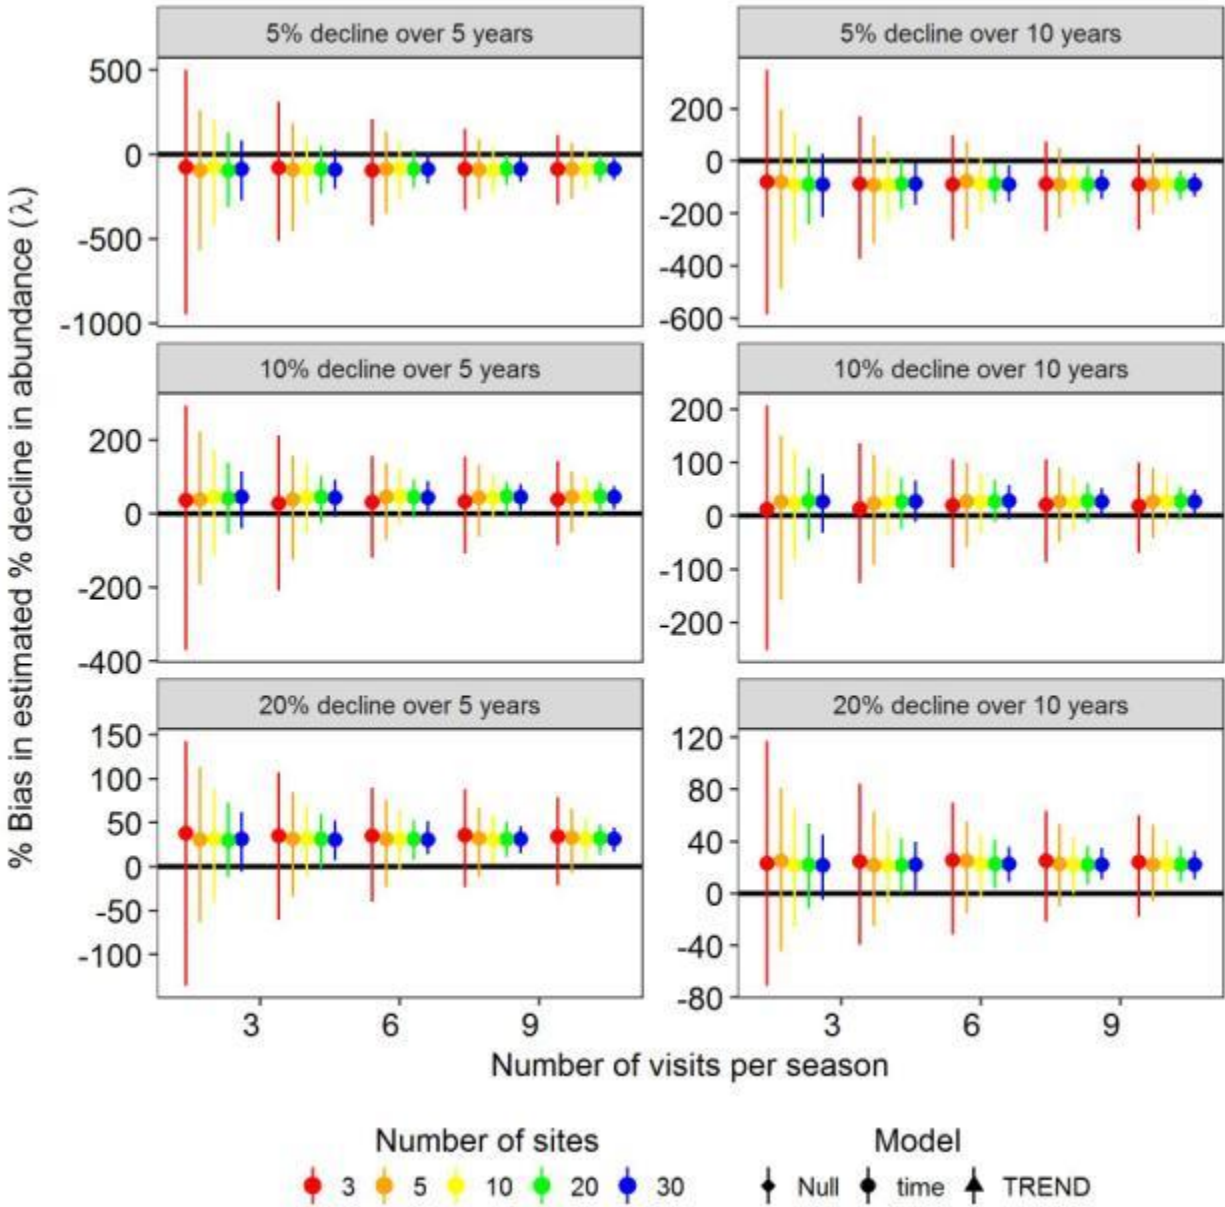 % Bias in estimated % decline in abundance (λ)
5% decline over 5 years
500
0
-500
-1000
5% decline over 10 years
200
0
-200
-400
-600
10% decline over 5 years
200
0
-200
-400
10% decline over 10 years
200
100
0
-100
-200
20% decline over 5 years
150
100
50
0
-50
-100
20% decline over 10 years
120
80
40
0
-40
-80
3 6 9
3 6 9
Number of visits per season
Number of sites
3 5 10 20 30
Model
Null time TREND